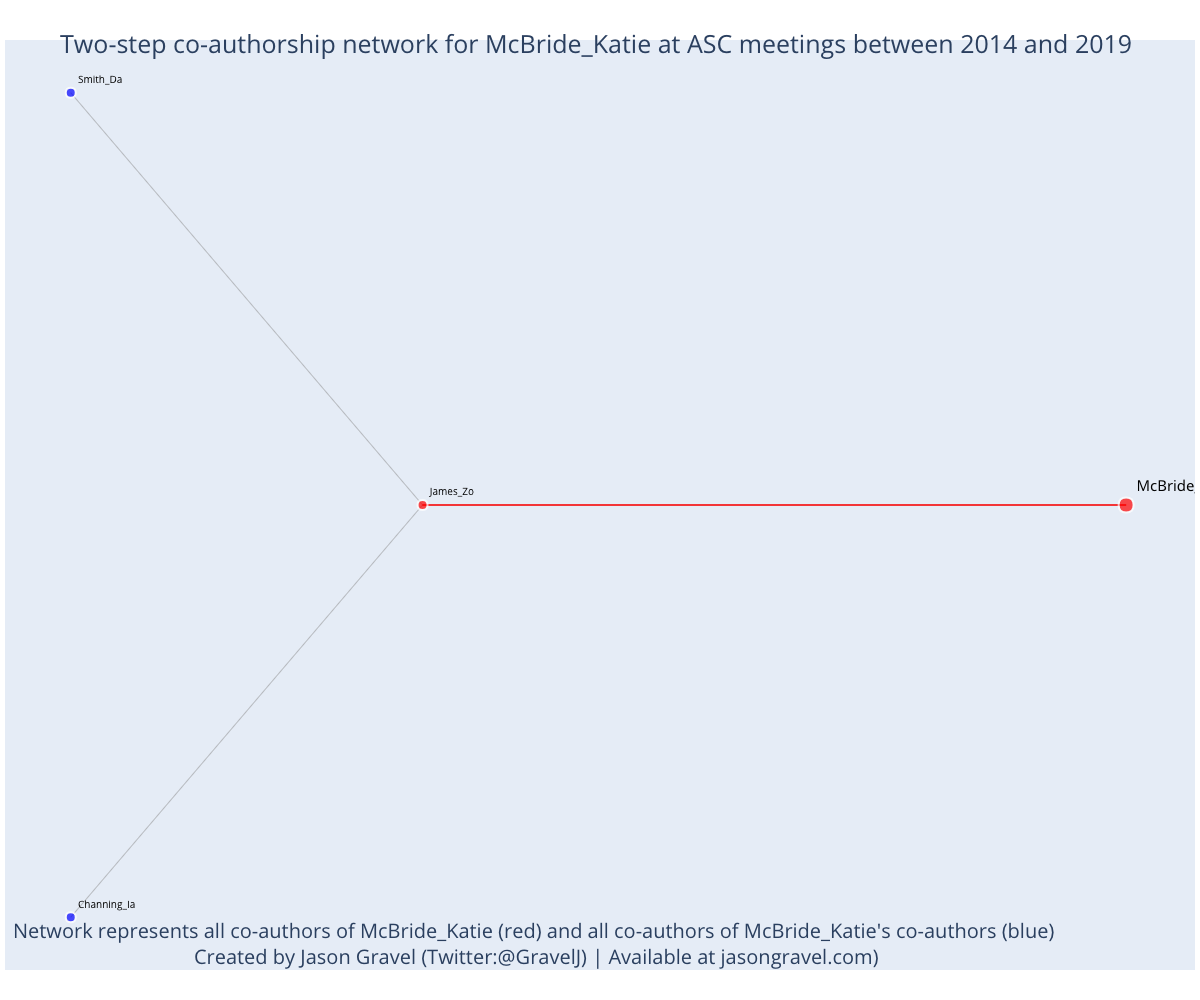 Two-step co-authorship network for McBride_Katie at ASC meetings between 2014 and 2019
Smith_Da
James_Zo
McBride_
Channing_Ia
Network represents all co-authors of McBride_Katie (red) and all co-authors of McBride_Katie's co-authors (blue)
Created by Jason Gravel (Twitter:@GravelJ) | Available at jasongravel.com)